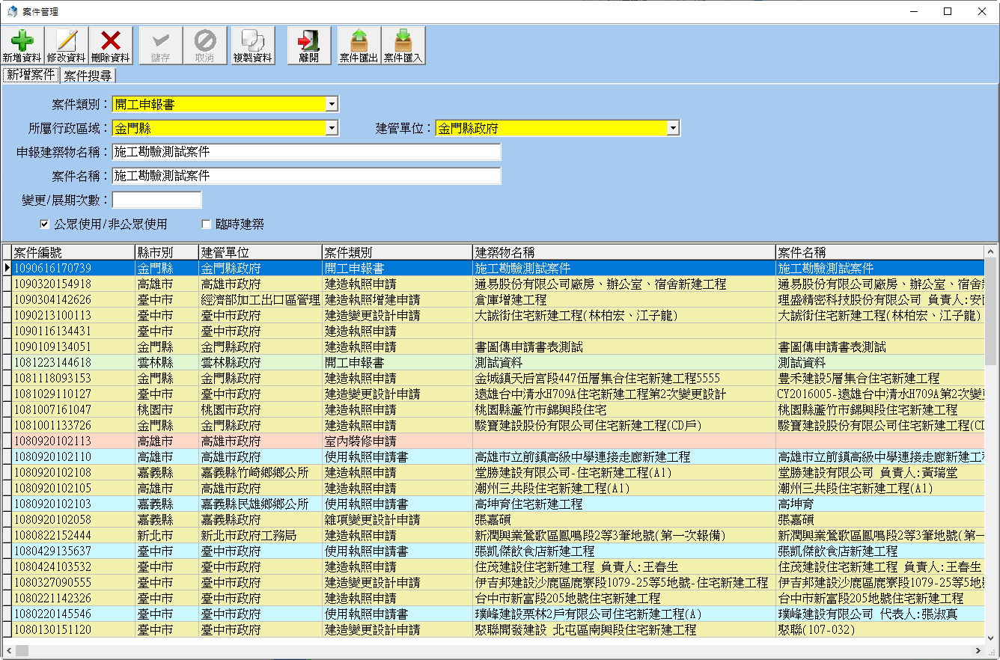 案件管理
新增資料 修改資料 刪除資料 儲存 取消 複製資料 離開 案件匯出 案件匯入
新增案件 案件搜尋
案件類別： 開工申報書
所屬行政區域： 金門縣 建管單位： 金門縣政府
申報建築物名稱： 施工勘驗測試案件
案件名稱： 施工勘驗測試案件
變更/展期次數：
公眾使用/非公眾使用 臨時建築
案件編號 縣市別 建管單位 案件類別 建築物名稱 案件名稱
1090616170739 金門縣 金門縣政府 開工申報書 施工勘驗測試案件 施工勘驗測試案件
1090320154918 高雄市 高雄市政府 建造執照申請 通易股份有限公司廠房、辦公室、宿舍新建工程 通易股份有限公司廠房、辦公室、宿舍
1090304142626 臺中市 經濟部加工出口區管理 建造執照增建申請 倉庫增建工程 理盛精密科技股份有限公司 負責人:安
1090213100113 臺中市 臺中市政府 建造變更設計申請 大誠街住宅新建工程(林柏宏、江子龍) 大誠街住宅新建工程(林柏宏、江子龍)
1090116134431 臺中市 臺中市政府 建造執照申請
1090109134051 金門縣 金門縣政府 建造執照申請 書圖傳申請書表測試 書圖傳申請書表測試
1081223144618 雲林縣 雲林縣政府 開工申報書 測試資料 測試資料
1081118093153 金門縣 金門縣政府 建造執照申請 金城鎮天后宮段447伍層集合住宅新建工程5555 豊禾建設5層集合住宅新建工程
1081029110127 臺中市 臺中市政府 建造變更設計申請 遠雄台中清水H709A住宅新建工程第2次變更設計 CY2016005-遠雄台中清水H709A第2次變
1081007161047 桃園市 桃園市政府 建造執照申請 桃園縣蘆竹市錦興段住宅 桃園縣蘆竹市錦興段住宅新建工程
1081001133726 金門縣 金門縣政府 建造執照申請 駿寶建設股份有限公司住宅新建工程(CD戶) 駿寶建設股份有限公司住宅新建工程(CD
1080920102113 高雄市 高雄市政府 室內裝修申請
1080920102110 高雄市 高雄市政府 使用執照申請書 高雄市立前鎮高級中學連接走廊新建工程 高雄市立前鎮高級中學連接走廊新建工
1080920102108 嘉義縣 嘉義縣竹崎鄉鄉公所 建造執照申請 堂勝建設有限公司-住宅新建工程(A1) 堂勝建設有限公司 負責人:黃瑞堂
1080920102105 高雄市 高雄市政府 建造執照申請 潮州三共段住宅新建工程(A1) 潮州三共段住宅新建工程(A1)
1080920102103 嘉義縣 嘉義縣民雄鄉鄉公所 使用執照申請書 高坤育住宅新建工程 高坤育
1080920102058 嘉義縣 嘉義縣政府 雜項變更設計申請 張嘉碩 張嘉碩
1080822152444 新北市 新北市政府工務局 建造執照申請 新潤興業鶯歌區鳳鳴段2等3筆地號(第一次報備) 新潤興業鶯歌區鳳鳴段2等3筆地號(第一
1080429135637 臺中市 臺中市政府 使用執照申請書 張凱傑飲食店新建工程 張凱傑飲食店新建工程
1080424103532 臺中市 臺中市政府 建造執照申請 住茂建設住宅新建工程 負責人:王春生 住茂建設住宅新建工程 負責人:王春生
1080327090555 臺中市 臺中市政府 建造變更設計申請 伊吉邦建設沙鹿區鹿寮段1079-25等5地號-住宅新建工程 伊吉邦建設沙鹿區鹿寮段1079-25等5地
1080221142326 臺中市 臺中市政府 建造執照申請 台中市新富段205地號住宅新建工程 台中市新富段205地號住宅新建工程
1080220145546 臺中市 臺中市政府 使用執照申請書 璞峰建設栗林2戶有限公司住宅新建工程(A) 璞峰建設有限公司 代表人:張淑真
1080130151120 臺中市 臺中市政府 建造變更設計申請 聚聯開發建設 北屯區南興段住宅新建工程 聚聯(107-032)